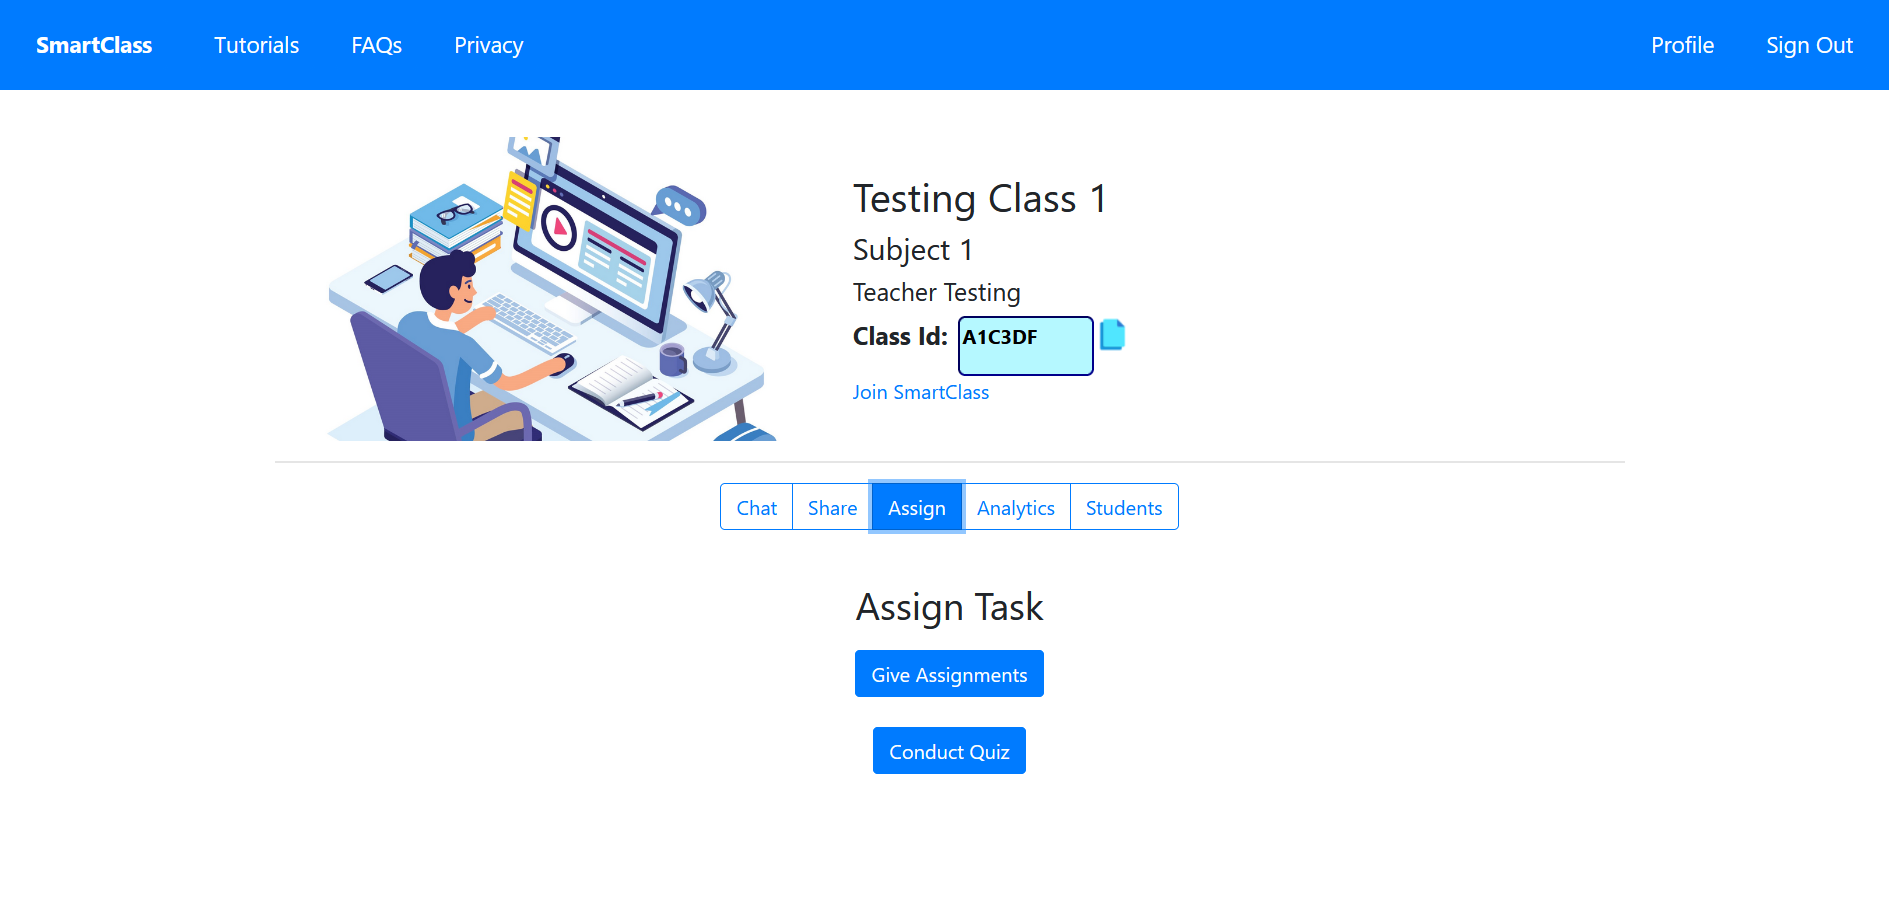 SmartClass Tutorials FAQs Privacy Profile Sign Out
Testing Class 1
Subject 1
Teacher Testing
Class Id: A1C3DF
Join SmartClass
Chat Share Assign Analytics Students
Assign Task
Give Assignments
Conduct Quiz